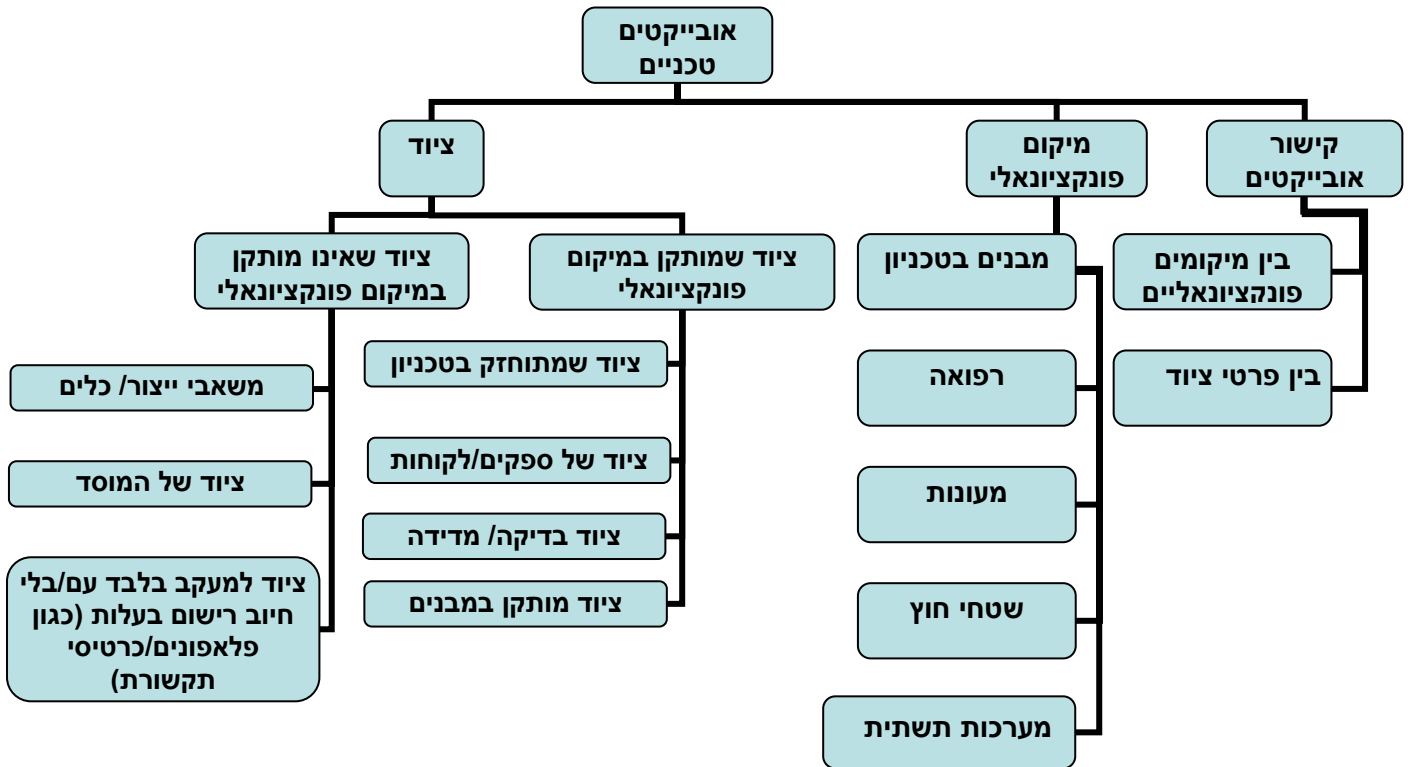 אובייקטים
טכניים
קישור
אובייקטים
מיקום
פונקציונאלי
ציוד
בין מיקומים
פונקציונאליים
בין פרטי ציוד
מבנים בטכניון
רפואה
מעונות
שטחי חוץ
מערכות תשתית
ציוד שמותקן במיקום
פונקציונאלי
ציוד שמתוחזק בטכניון
ציוד של ספקים/לקוחות
ציוד בדיקה/ מדידה
ציוד מותקן במבנים
ציוד שאינו מותקן
במיקום פונקציונאלי
משאבי ייצור/ כלים
ציוד של המוסד
ציוד למעקב בלבד עם/בלי
חיוב רישום בעלות (כגון
פלאפונים/כרטיסי
תקשורת)